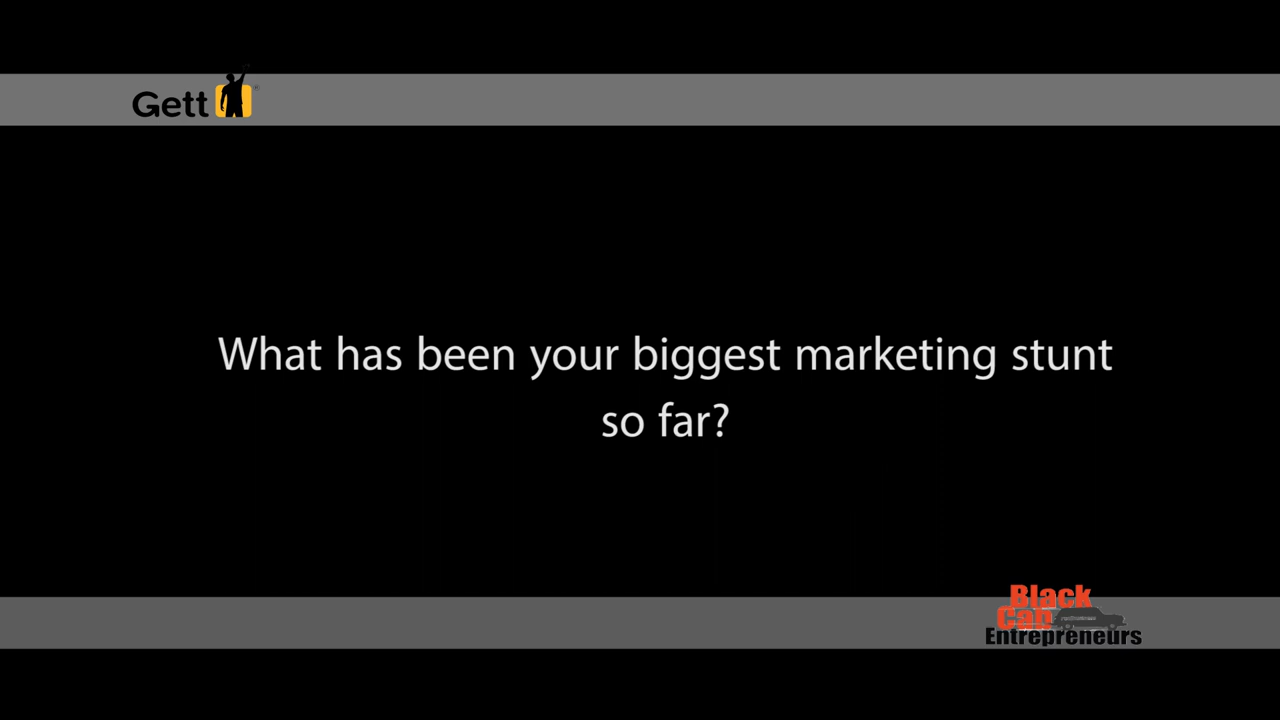 Gett
What has been your biggest marketing stunt
so far?
Black
Cab
Entrepreneurs